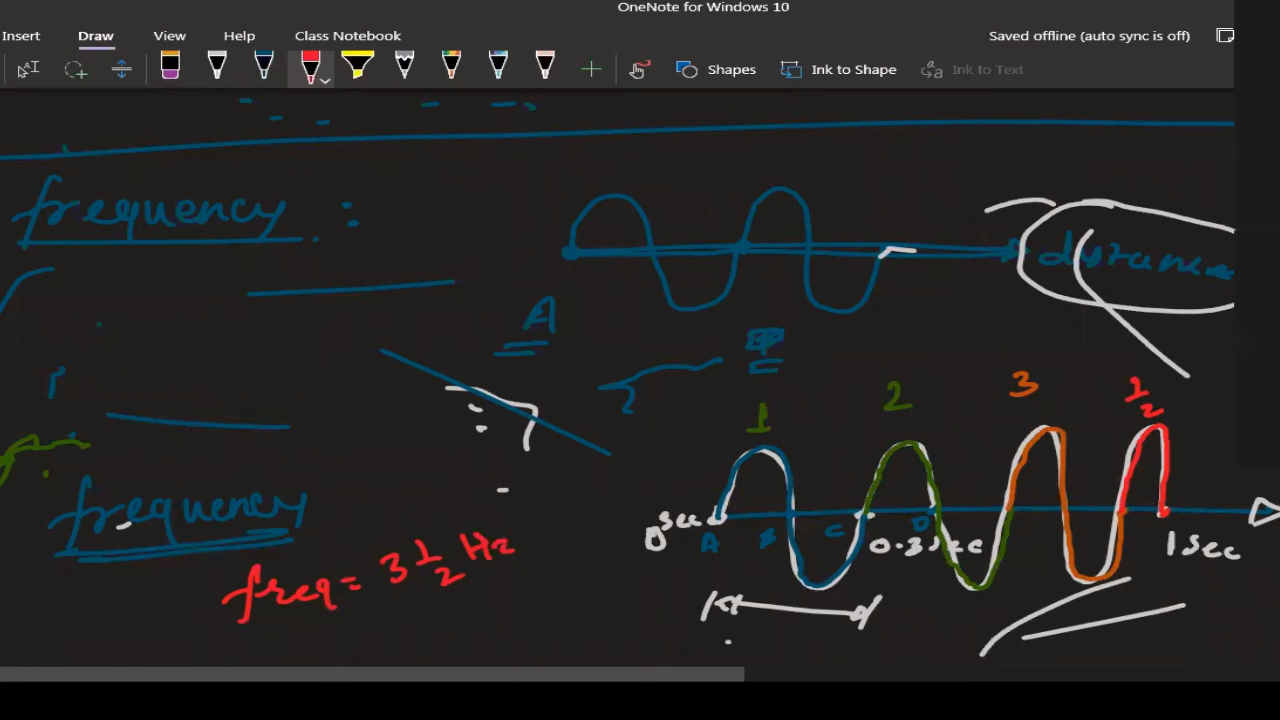 OneNote for Windows 10
Insert Draw View Help Class Notebook Saved offline (auto sync is off)
Shapes Ink to Shape Ink to Text
frequency :
distance
A
1 2 3 1/2
frequency
0 sec A B C D 0.3 sec 1 sec
freq = 3 1/2 Hz